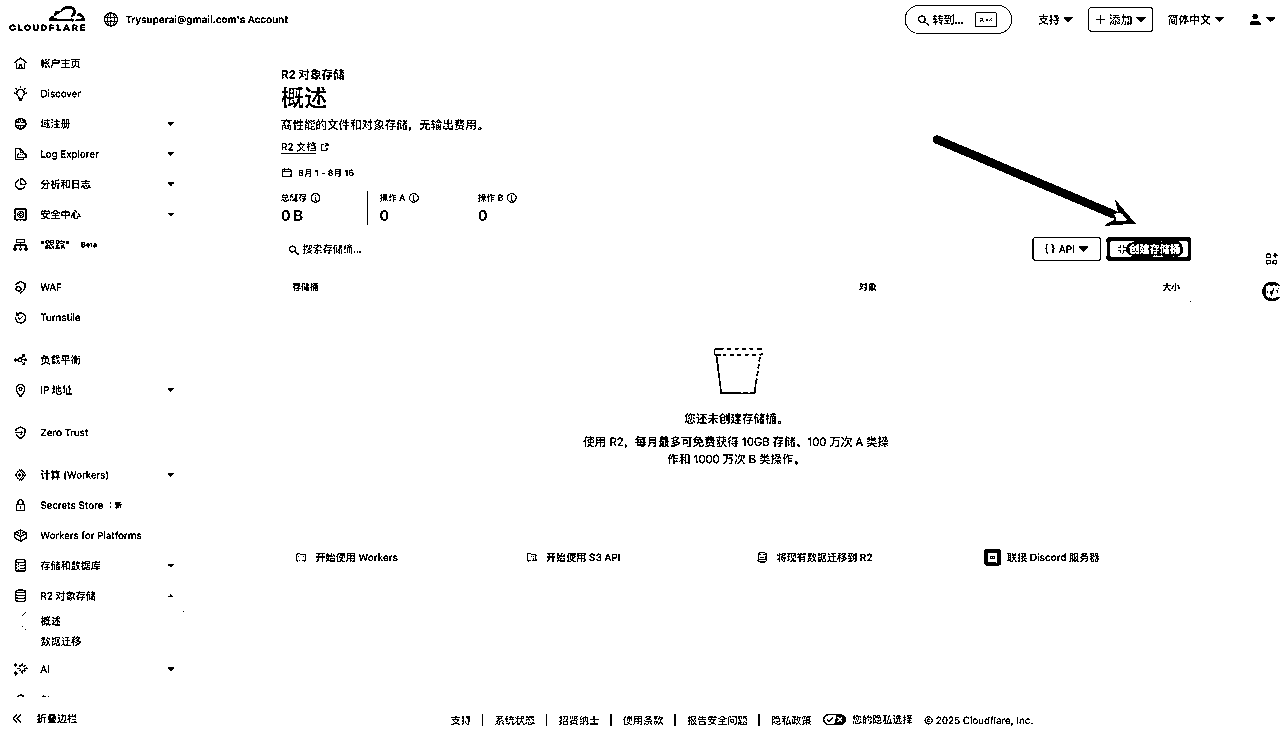 CLOUDFLARE
Trysuperai@gmail.com's Account
转到...
支持
+ 添加
简体中文
帐户主页
Discover
域注册
Log Explorer
分析和日志
安全中心
"跟踪" Beta
WAF
Turnstile
负载平衡
IP 地址
Zero Trust
计算 (Workers)
Secrets Store 新
Workers for Platforms
存储和数据库
R2 对象存储
概述
数据迁移
AI
折叠边栏
R2 对象存储
概述
高性能的文件和对象存储，无输出费用。
R2 文档
8月 1 - 8月 16
总储存
操作 A
操作 B
0 B
0
0
搜索存储桶...
{} API
+ 创建存储桶
存储桶
对象
大小
您还未创建存储桶。
使用 R2，每月最多可免费获得 10GB 存储、100 万次 A 类操
作和 1000 万次 B 类操作。
开始使用 Workers
开始使用 S3 API
将现有数据迁移到 R2
联接 Discord 服务器
支持
系统状态
招贤纳士
使用条款
报告安全问题
隐私政策
您的隐私选择
© 2025 Cloudflare, Inc.